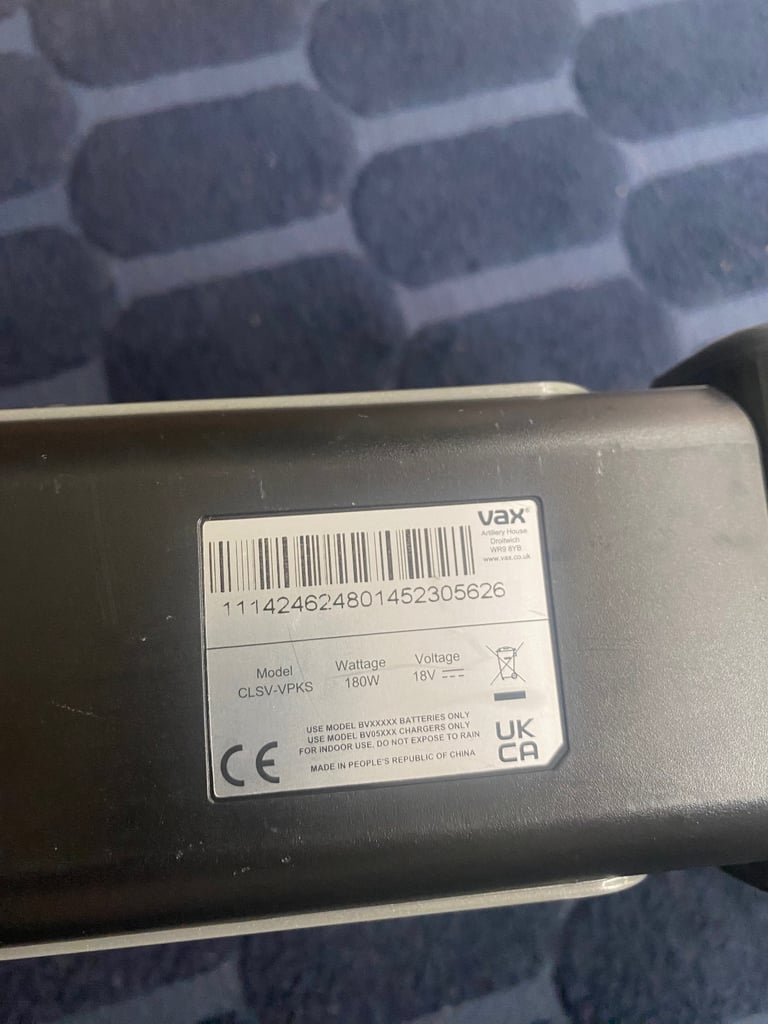 vax®
Artillery House
Droitwich
WR9 8YB
www.vax.co.uk
111424624801452305626
Model
CLSV-VPKS
Wattage
180W
Voltage
18V
USE MODEL BVXXXXX BATTERIES ONLY
USE MODEL BV05XXX CHARGERS ONLY
FOR INDOOR USE, DO NOT EXPOSE TO RAIN
MADE IN PEOPLE'S REPUBLIC OF CHINA
CE
UK
CA